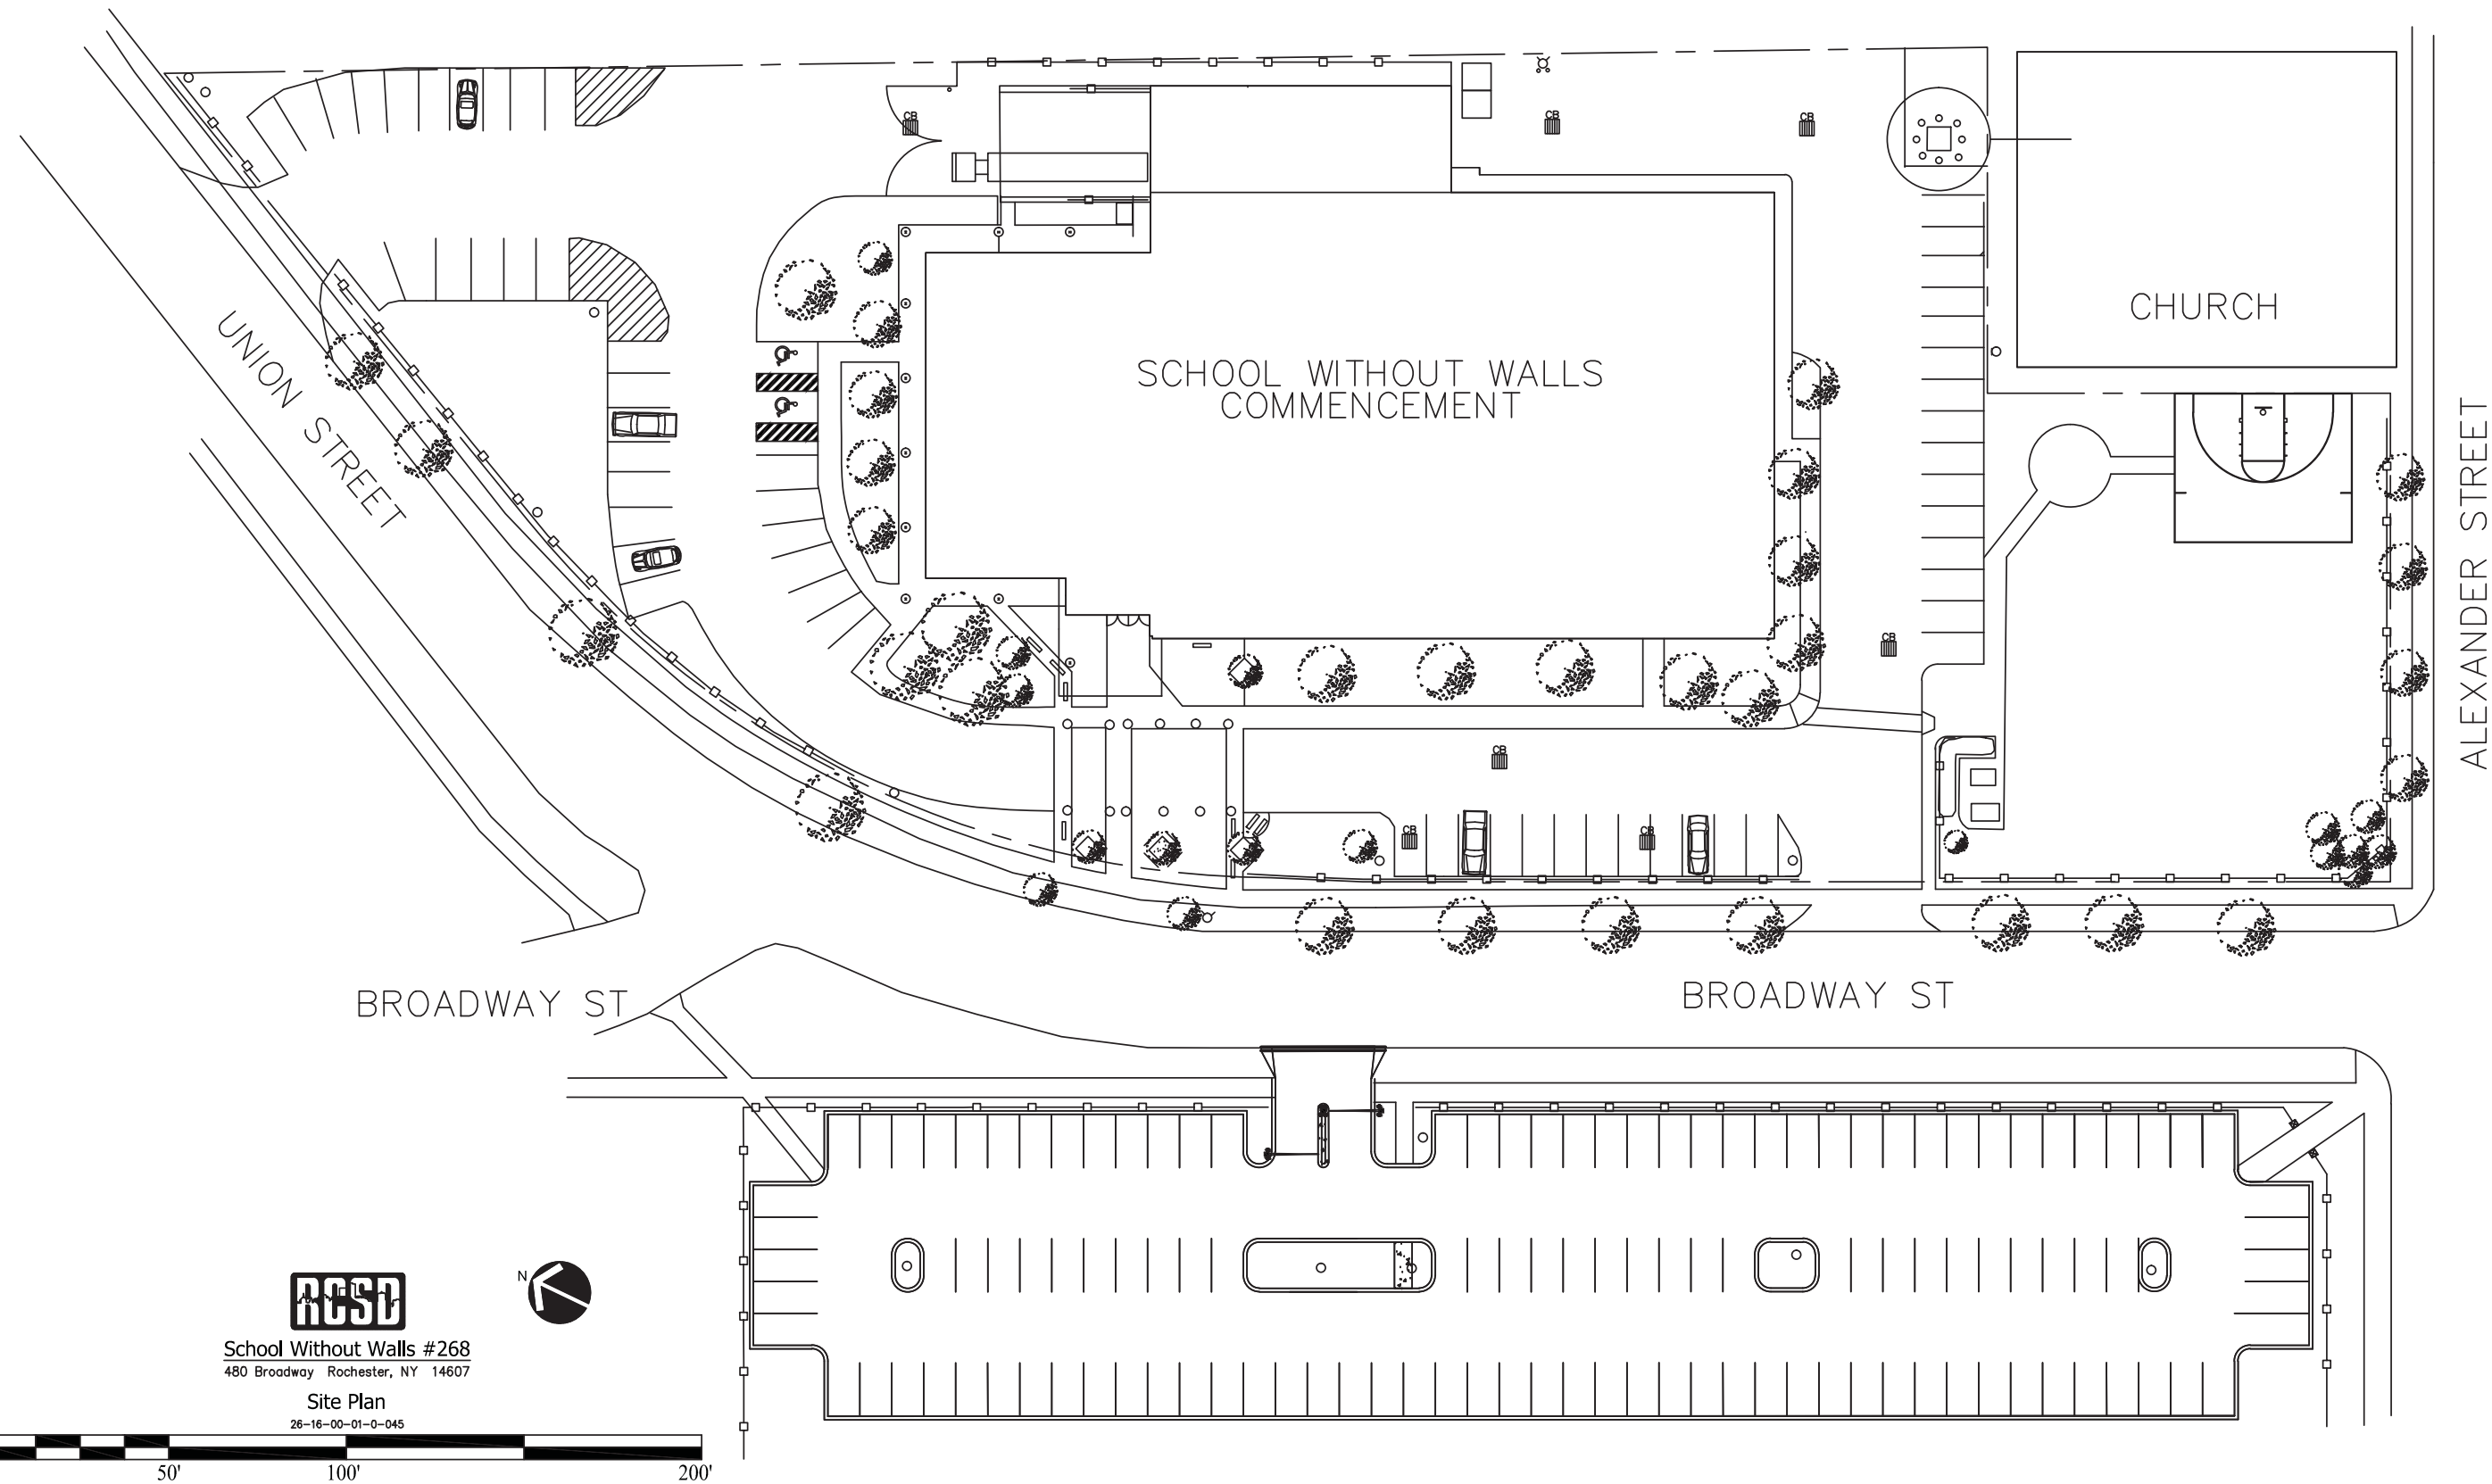 CB
CB
CB
UNION STREET
SCHOOL WITHOUT WALLS
COMMENCEMENT
CHURCH
ALEXANDER STREET
CB
CB
CB
CB
BROADWAY ST
BROADWAY ST
N
RCSD
School Without Walls #268
480 Broadway Rochester, NY 14607
Site Plan
26-16-00-01-0-045
50' 100' 200'